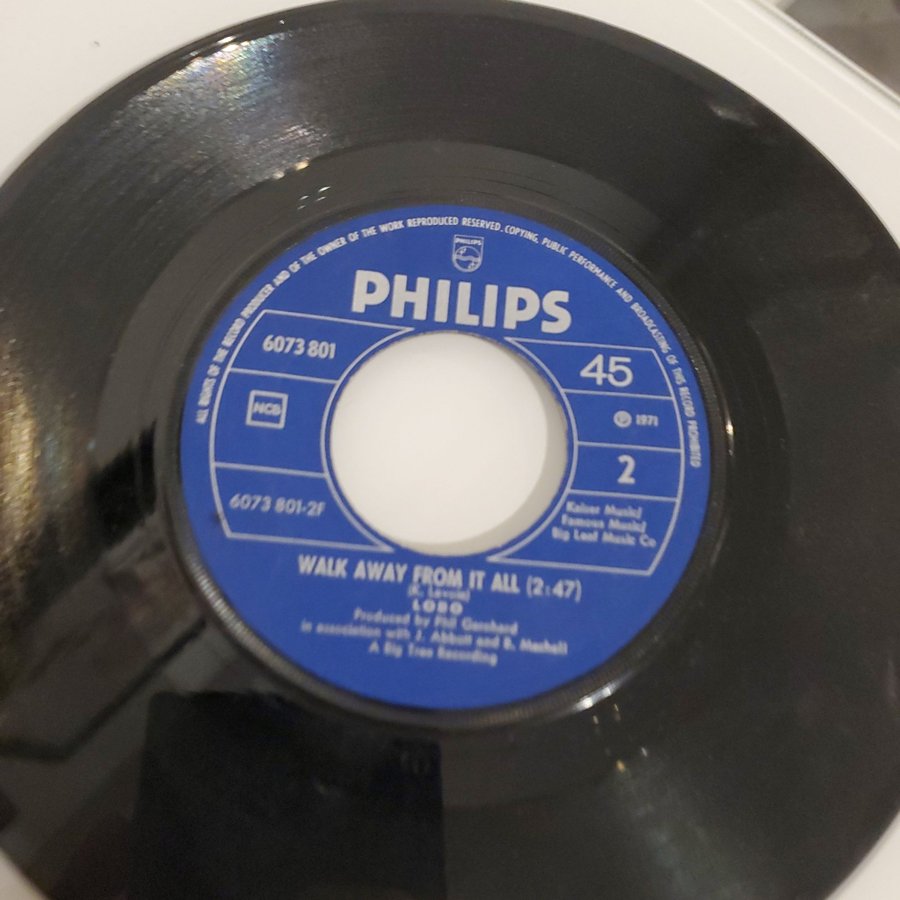 ALL RIGHTS OF THE RECORD PRODUCER AND OF THE OWNER OF THE WORK REPRODUCED RESERVED. COPYING, PUBLIC PERFORMANCE AND BROADCASTING OF THIS RECORD PROHIBITED
PHILIPS
PHILIPS
6073 801
45
NCB
℗ 1971
2
6073 801-2F
Kaiser Music/
Famous Music/
Big Leaf Music Co
WALK AWAY FROM IT ALL (2:47)
(K. Lavoie)
LOBO
Produced by Phil Gernhard
in association with J. Abbott and B. Meshell
A Big Tree Recording